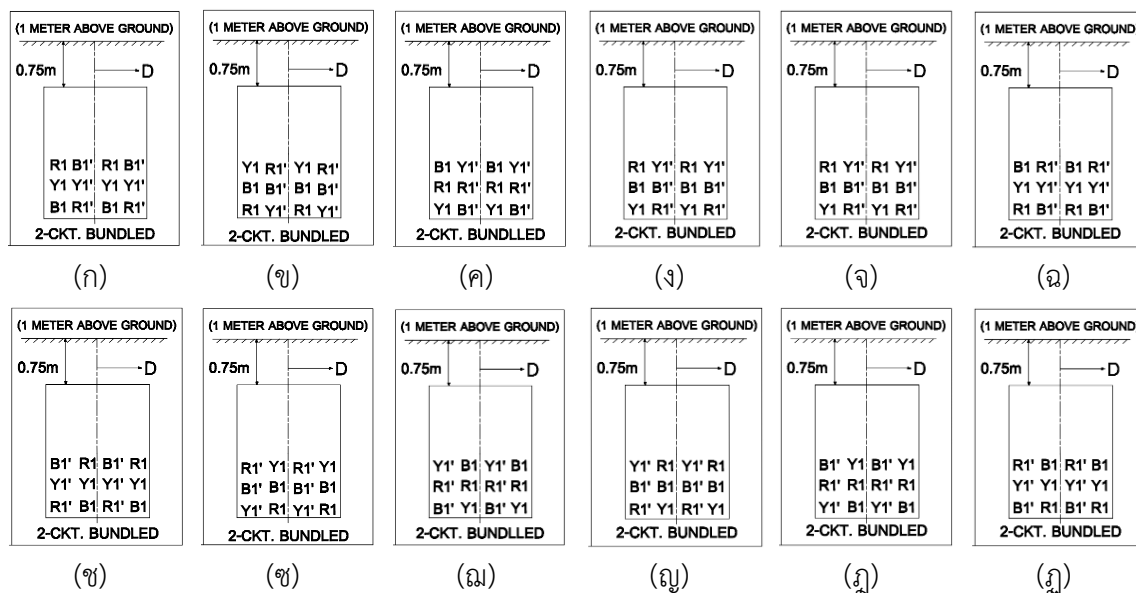 (1 METER ABOVE GROUND)
0.75m D
R1 B1' R1 B1'
Y1 Y1' Y1 Y1'
B1 R1' B1 R1'
2-CKT. BUNDLED
(ก)
(1 METER ABOVE GROUND)
0.75m D
Y1 R1' Y1 R1'
B1 B1' B1 B1'
R1 Y1' R1 Y1'
2-CKT. BUNDLED
(ข)
(1 METER ABOVE GROUND)
0.75m D
B1 Y1' B1 Y1'
R1 R1' R1 R1'
Y1 B1' Y1 B1'
2-CKT. BUNDLLED
(ค)
(1 METER ABOVE GROUND)
0.75m D
R1 Y1' R1 Y1'
B1 B1' B1 B1'
Y1 R1' Y1 R1'
2-CKT. BUNDLED
(ง)
(1 METER ABOVE GROUND)
0.75m D
R1 Y1' R1 Y1'
B1 B1' B1 B1'
Y1 R1' Y1 R1'
2-CKT. BUNDLED
(จ)
(1 METER ABOVE GROUND)
0.75m D
B1 R1' B1 R1'
Y1 Y1' Y1 Y1'
R1 B1' R1 B1'
2-CKT. BUNDLED
(ฉ)
(1 METER ABOVE GROUND)
0.75m D
B1' R1 B1' R1
Y1' Y1 Y1' Y1
R1' B1 R1' B1
2-CKT. BUNDLED
(ช)
(1 METER ABOVE GROUND)
0.75m D
R1' Y1 R1' Y1
B1' B1 B1' B1
Y1' R1 Y1' R1
2-CKT. BUNDLED
(ซ)
(1 METER ABOVE GROUND)
0.75m D
Y1' B1 Y1' B1
R1' R1 R1' R1
B1' Y1 B1' Y1
2-CKT. BUNDLLED
(ฌ)
(1 METER ABOVE GROUND)
0.75m D
Y1' R1 Y1' R1
B1' B1 B1' B1
R1' Y1 R1' Y1
2-CKT. BUNDLED
(ญ)
(1 METER ABOVE GROUND)
0.75m D
B1' Y1 B1' Y1
R1' R1 R1' R1
Y1' B1 Y1' B1
2-CKT. BUNDLED
(ฎ)
(1 METER ABOVE GROUND)
0.75m D
R1' B1 R1' B1
Y1' Y1 Y1' Y1
B1' R1 B1' R1
2-CKT. BUNDLED
(ฏ)